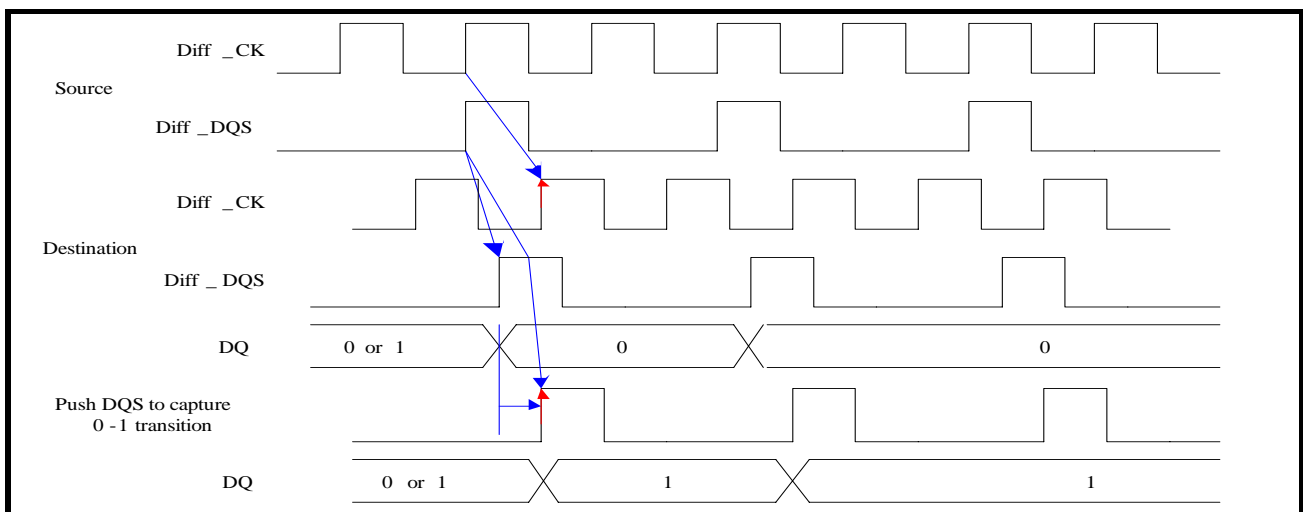 Diff _CK
Source
Diff _DQS
Diff _CK
Destination
Diff _ DQS
DQ 0 or 1 0 0
Push DQS to capture
0 -1 transition
DQ 0 or 1 1 1